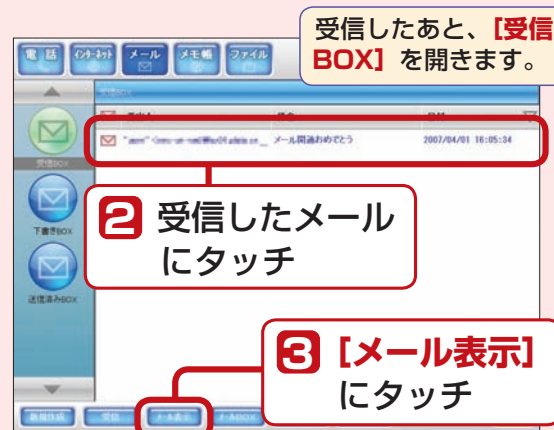 受信したあと、[受信
BOX]を開きます。
電話
インターネット
メール
メモ帳
ファイル
受信BOX
メール開通おめでとう
2007/04/01 16:05:34
受信BOX
2 受信したメール
にタッチ
下書きBOX
送信済みBOX
3 [メール表示]
にタッチ
新規作成
受信
メール表示